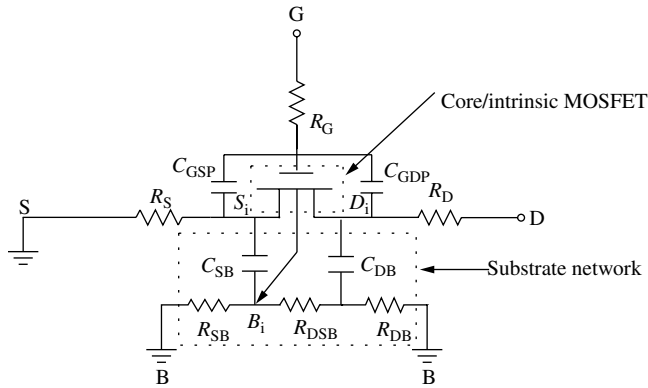 G
R_G
Core/intrinsic MOSFET
C_GSP
C_GDP
R_S
S_i
D_i
R_D
S
D
C_SB
C_DB
Substrate network
R_SB
B_i
R_DSB
R_DB
B
B